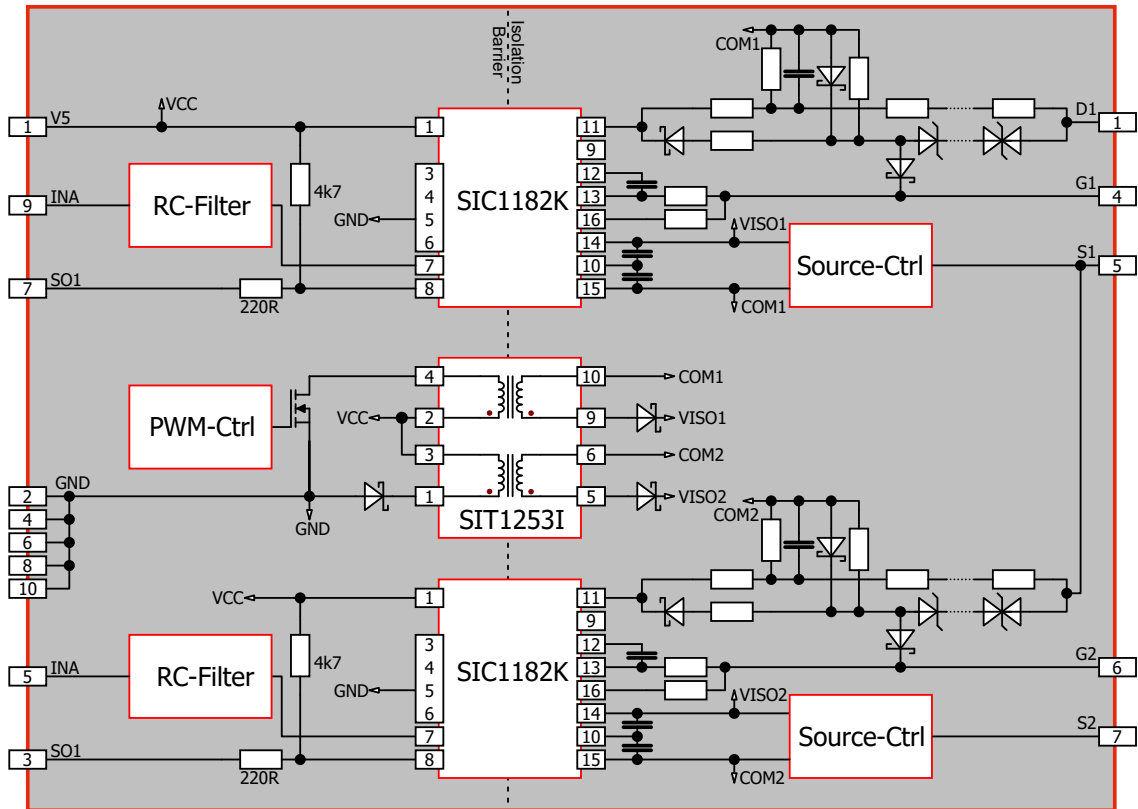 Isolation
Barrier
COM1
V5
VCC
D1
1
1
11
1
9
3
12
4k7
RC-Filter
INA
9
4
SIC1182K
13
G1
4
GND
5
16
VISO1
6
14
Source-Ctrl
S1
7
10
5
SO1
7
220R
8
15
COM1
4
10
COM1
PWM-Ctrl
VCC
2
9
VISO1
3
6
COM2
GND
2
1
5
VISO2
4
GND
SIT1253I
COM2
6
8
10
VCC
1
11
9
3
12
4k7
RC-Filter
INA
5
4
SIC1182K
13
G2
6
GND
5
16
VISO2
6
14
Source-Ctrl
S2
7
10
7
SO1
3
220R
8
15
COM2